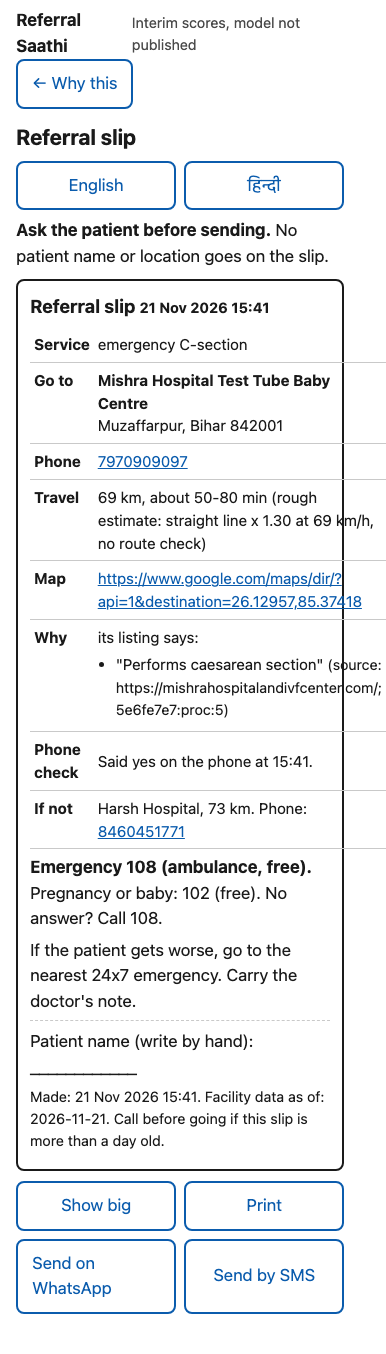 Referral Saathi
Interim scores, model not published
← Why this
Referral slip
English
हिन्दी
Ask the patient before sending. No
patient name or location goes on the slip.
Referral slip 21 Nov 2026 15:41
Service emergency C-section
Go to Mishra Hospital Test Tube Baby
Centre
Muzaffarpur, Bihar 842001
Phone 7970909097
Travel 69 km, about 50-80 min (rough
estimate: straight line x 1.30 at 69 km/h,
no route check)
Map https://www.google.com/maps/dir/?
api=1&destination=26.12957,85.37418
Why its listing says:
• "Performs caesarean section" (source:
https://mishrahospitalandivfcenter.com/;
5e6fe7e7:proc:5)
Phone check Said yes on the phone at 15:41.
If not Harsh Hospital, 73 km. Phone:
8460451771
Emergency 108 (ambulance, free).
Pregnancy or baby: 102 (free). No
answer? Call 108.
If the patient gets worse, go to the
nearest 24x7 emergency. Carry the
doctor's note.
Patient name (write by hand):
____________
Made: 21 Nov 2026 15:41. Facility data as of:
2026-11-21. Call before going if this slip is
more than a day old.
Show big
Print
Send on
WhatsApp
Send by SMS